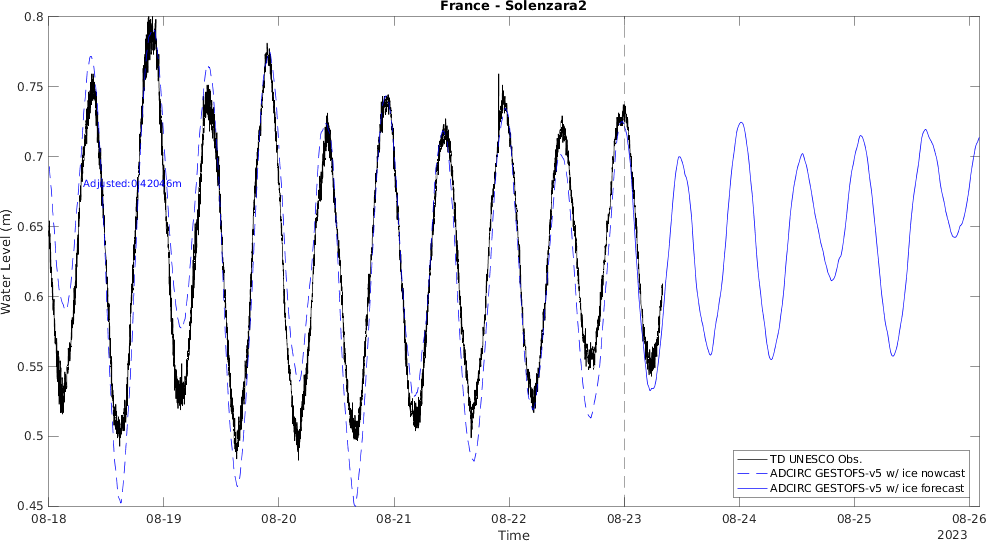 France - Solenzara2
0.8
0.75
0.7
0.65
0.6
0.55
0.5
0.45
Water Level (m)
Adjusted:0.42046m
TD UNESCO Obs.
ADCIRC GESTOFS-v5 w/ ice nowcast
ADCIRC GESTOFS-v5 w/ ice forecast
08-18 08-19 08-20 08-21 08-22 08-23 08-24 08-25 08-26
Time
2023